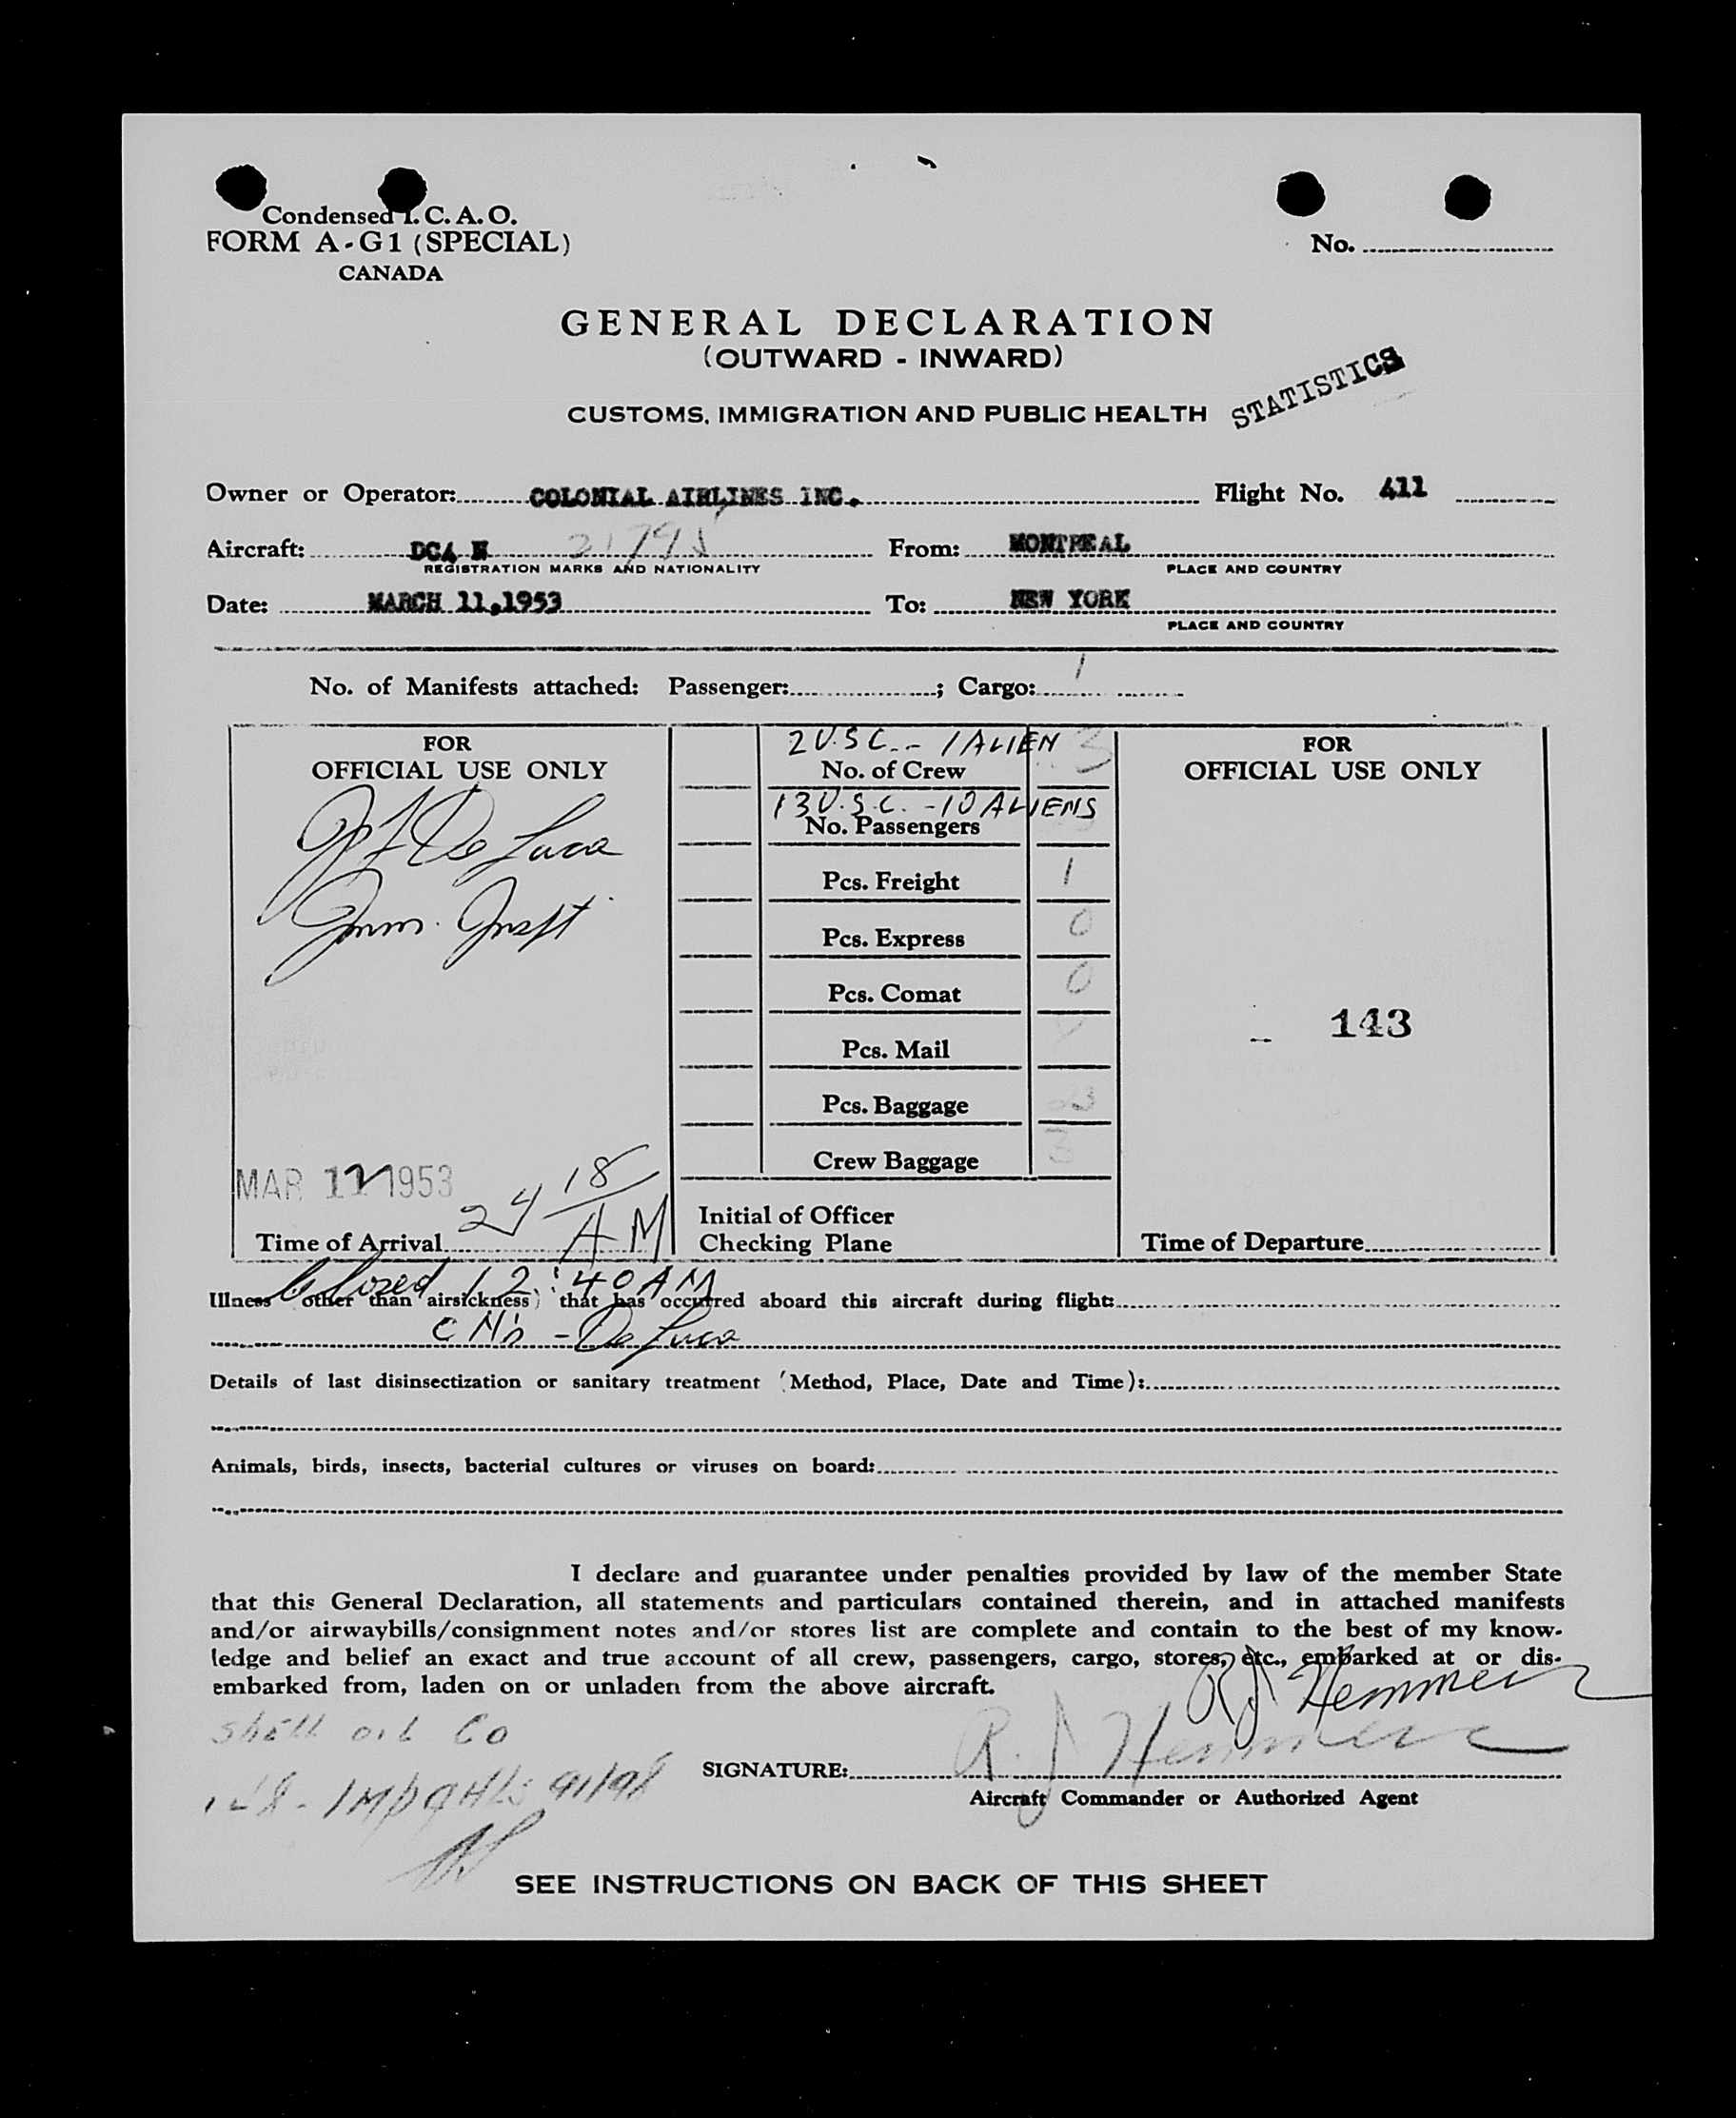 Condensed I. C. A. O.
FORM A-G1 (SPECIAL)
CANADA
No.
GENERAL DECLARATION
(OUTWARD - INWARD)
CUSTOMS, IMMIGRATION AND PUBLIC HEALTH STATISTICS
Owner or Operator: COLONIAL AIRLINES INC. Flight No. 411
Aircraft: DC4 N From: MONTREAL
REGISTRATION MARKS AND NATIONALITY PLACE AND COUNTRY
Date: MARCH 11,1953 To: NEW YORK
PLACE AND COUNTRY
No. of Manifests attached: Passenger: ; Cargo: 1
FOR
OFFICIAL USE ONLY
De Luca
Imm. Inspt
MAR 1953
24 18
AM
Time of Arrival
2 U.S C. - 1 ALIEN 3
No. of Crew
13 U.S.C. - 10 ALIENS
No. Passengers
Pcs. Freight 1
Pcs. Express 0
Pcs. Comat 0
Pcs. Mail
Pcs. Baggage
Crew Baggage 3
Initial of Officer
Checking Plane
FOR
OFFICIAL USE ONLY
143
Time of Departure
Closed 12:40 AM
Illness other than airsickness) that has occurred aboard this aircraft during flight:
- De Luca
Details of last disinsectization or sanitary treatment (Method, Place, Date and Time):
Animals, birds, insects, bacterial cultures or viruses on board:
I declare and guarantee under penalties provided by law of the member State
that this General Declaration, all statements and particulars contained therein, and in attached manifests
and/or airwaybills/consignment notes and/or stores list are complete and contain to the best of my know-
ledge and belief an exact and true account of all crew, passengers, cargo, stores, etc., embarked at or dis-
embarked from, laden on or unladen from the above aircraft.
R J Hemmer
Shell oil Co
SIGNATURE: R. J Hemmer
Aircraft Commander or Authorized Agent
SEE INSTRUCTIONS ON BACK OF THIS SHEET